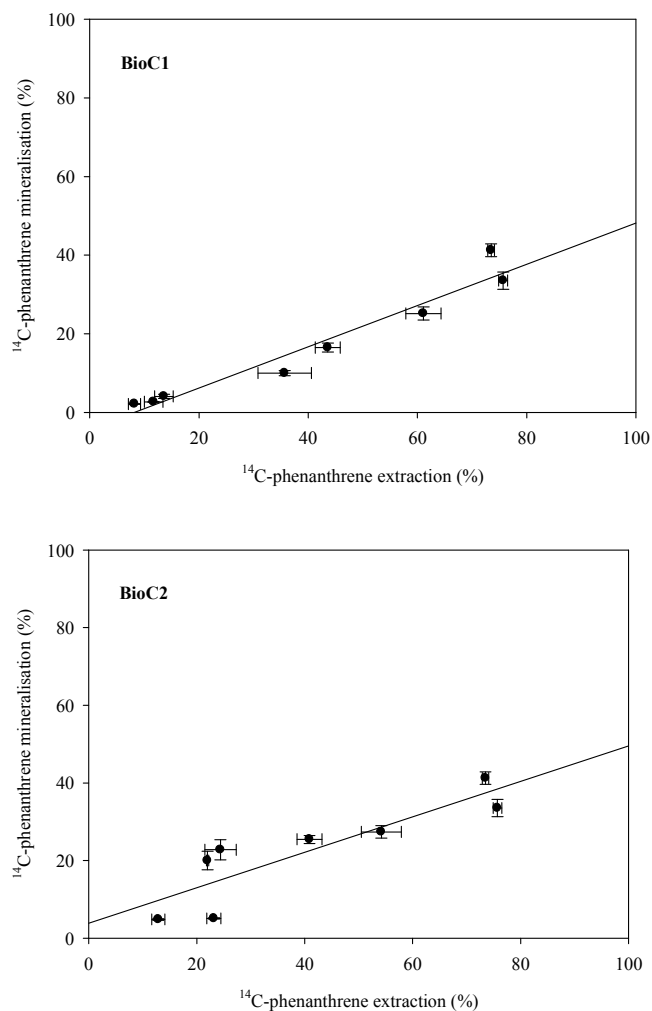 100
80
60
40
20
0
BioC1
¹⁴C-phenanthrene mineralisation (%)
0 20 40 60 80 100
¹⁴C-phenanthrene extraction (%)
100
80
60
40
20
0
BioC2
¹⁴C-phenanthrene mineralisation (%)
0 20 40 60 80 100
¹⁴C-phenanthrene extraction (%)